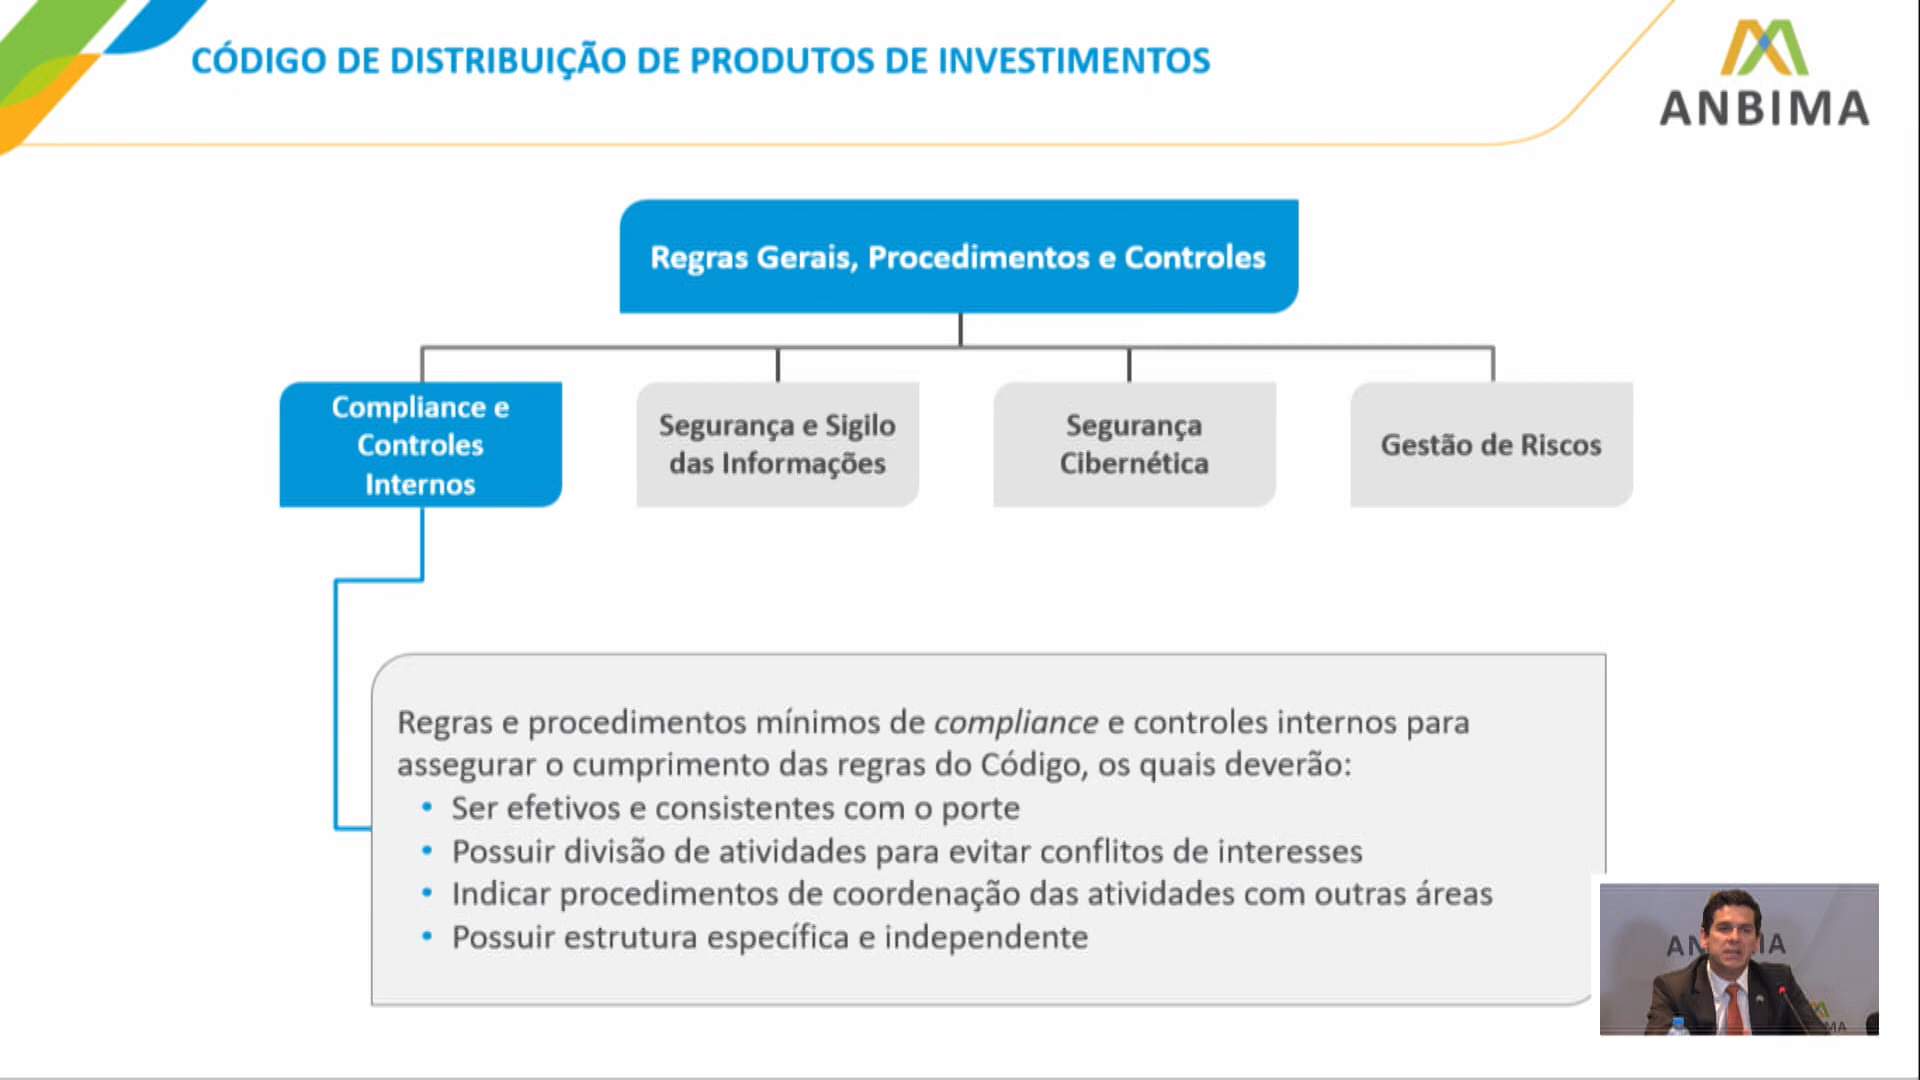 CÓDIGO DE DISTRIBUIÇÃO DE PRODUTOS DE INVESTIMENTOS
ANBIMA
Regras Gerais, Procedimentos e Controles
Compliance e
Controles
Internos
Segurança e Sigilo
das Informações
Segurança
Cibernética
Gestão de Riscos
Regras e procedimentos mínimos de compliance e controles internos para
assegurar o cumprimento das regras do Código, os quais deverão:
• Ser efetivos e consistentes com o porte
• Possuir divisão de atividades para evitar conflitos de interesses
• Indicar procedimentos de coordenação das atividades com outras áreas
• Possuir estrutura específica e independente